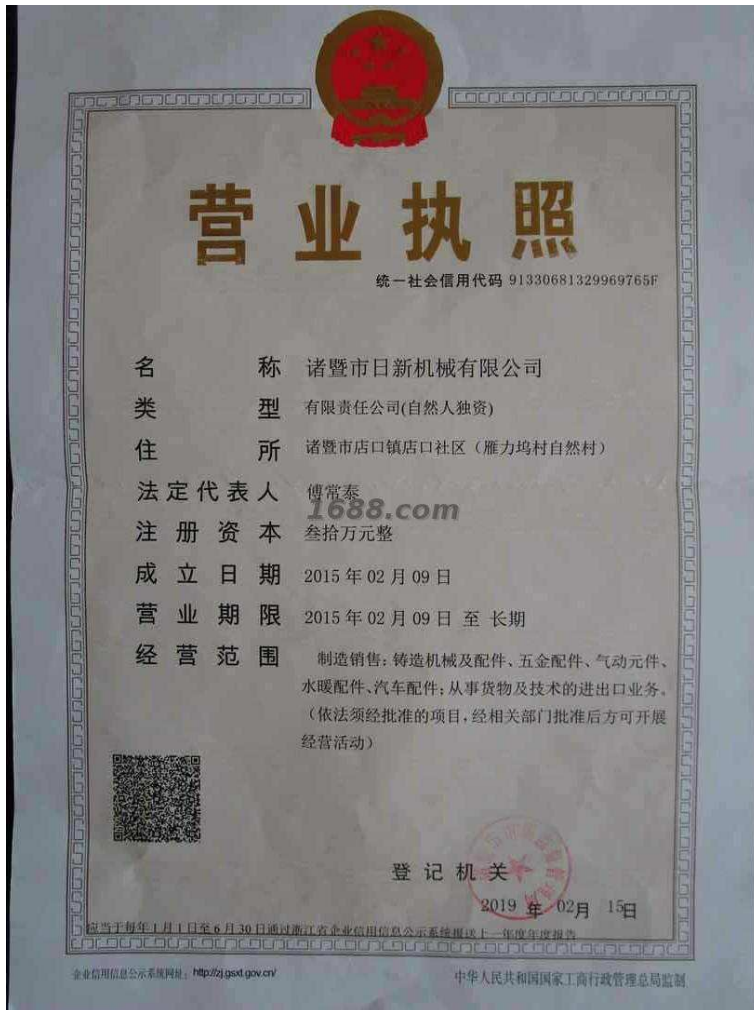 营业执照
统一社会信用代码 91330681329969765F
名称 诸暨市日新机械有限公司
类型 有限责任公司(自然人独资)
住所 诸暨市店口镇店口社区（雁力坞村自然村）
法定代表人 傅常泰
1688.com
注册资本 叁拾万元整
成立日期 2015年02月09日
营业期限 2015年02月09日至长期
经营范围 制造销售：铸造机械及配件、五金配件、气动元件、
水暖配件、汽车配件；从事货物及技术的进出口业务。
（依法须经批准的项目，经相关部门批准后方可开展
经营活动）
登记机关
2019年02月15日
应当于每年1月1日至6月30日通过浙江省企业信用信息公示系统报送上一年度年度报告
企业信用信息公示系统网址：http://zj.gsxt.gov.cn/
中华人民共和国国家工商行政管理总局监制